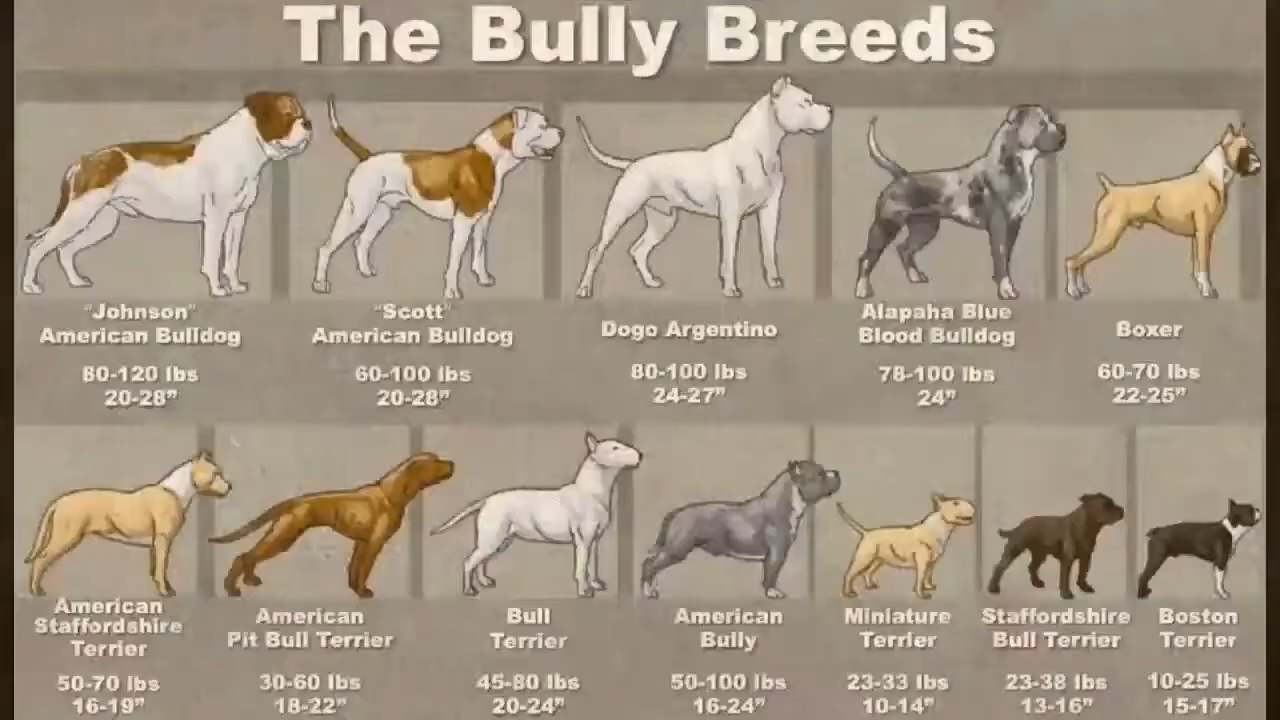 The Bully Breeds
"Johnson"
American Bulldog
80-120 lbs
20-28"
"Scott"
American Bulldog
60-100 lbs
20-28"
Dogo Argentino
80-100 lbs
24-27"
Alapaha Blue
Blood Bulldog
78-100 lbs
24"
Boxer
60-70 lbs
22-25"
American
Staffordshire
Terrier
50-70 lbs
16-19"
American
Pit Bull Terrier
30-60 lbs
18-22"
Bull
Terrier
45-80 lbs
20-24"
American
Bully
50-100 lbs
16-24"
Miniature
Terrier
23-33 lbs
10-14"
Staffordshire
Bull Terrier
23-38 lbs
13-16"
Boston
Terrier
10-25 lbs
15-17"